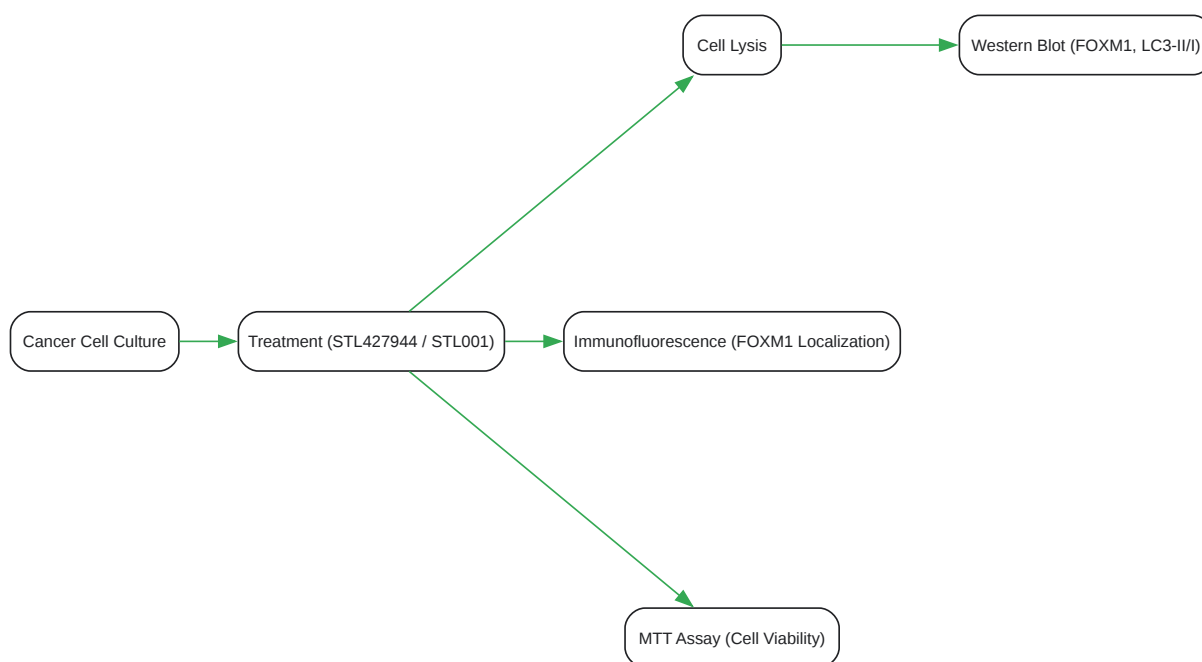 Cell Lysis
Western Blot (FOXM1, LC3-II/I)
Cancer Cell Culture
Treatment (STL427944 / STL001)
Immunofluorescence (FOXM1 Localization)
MTT Assay (Cell Viability)